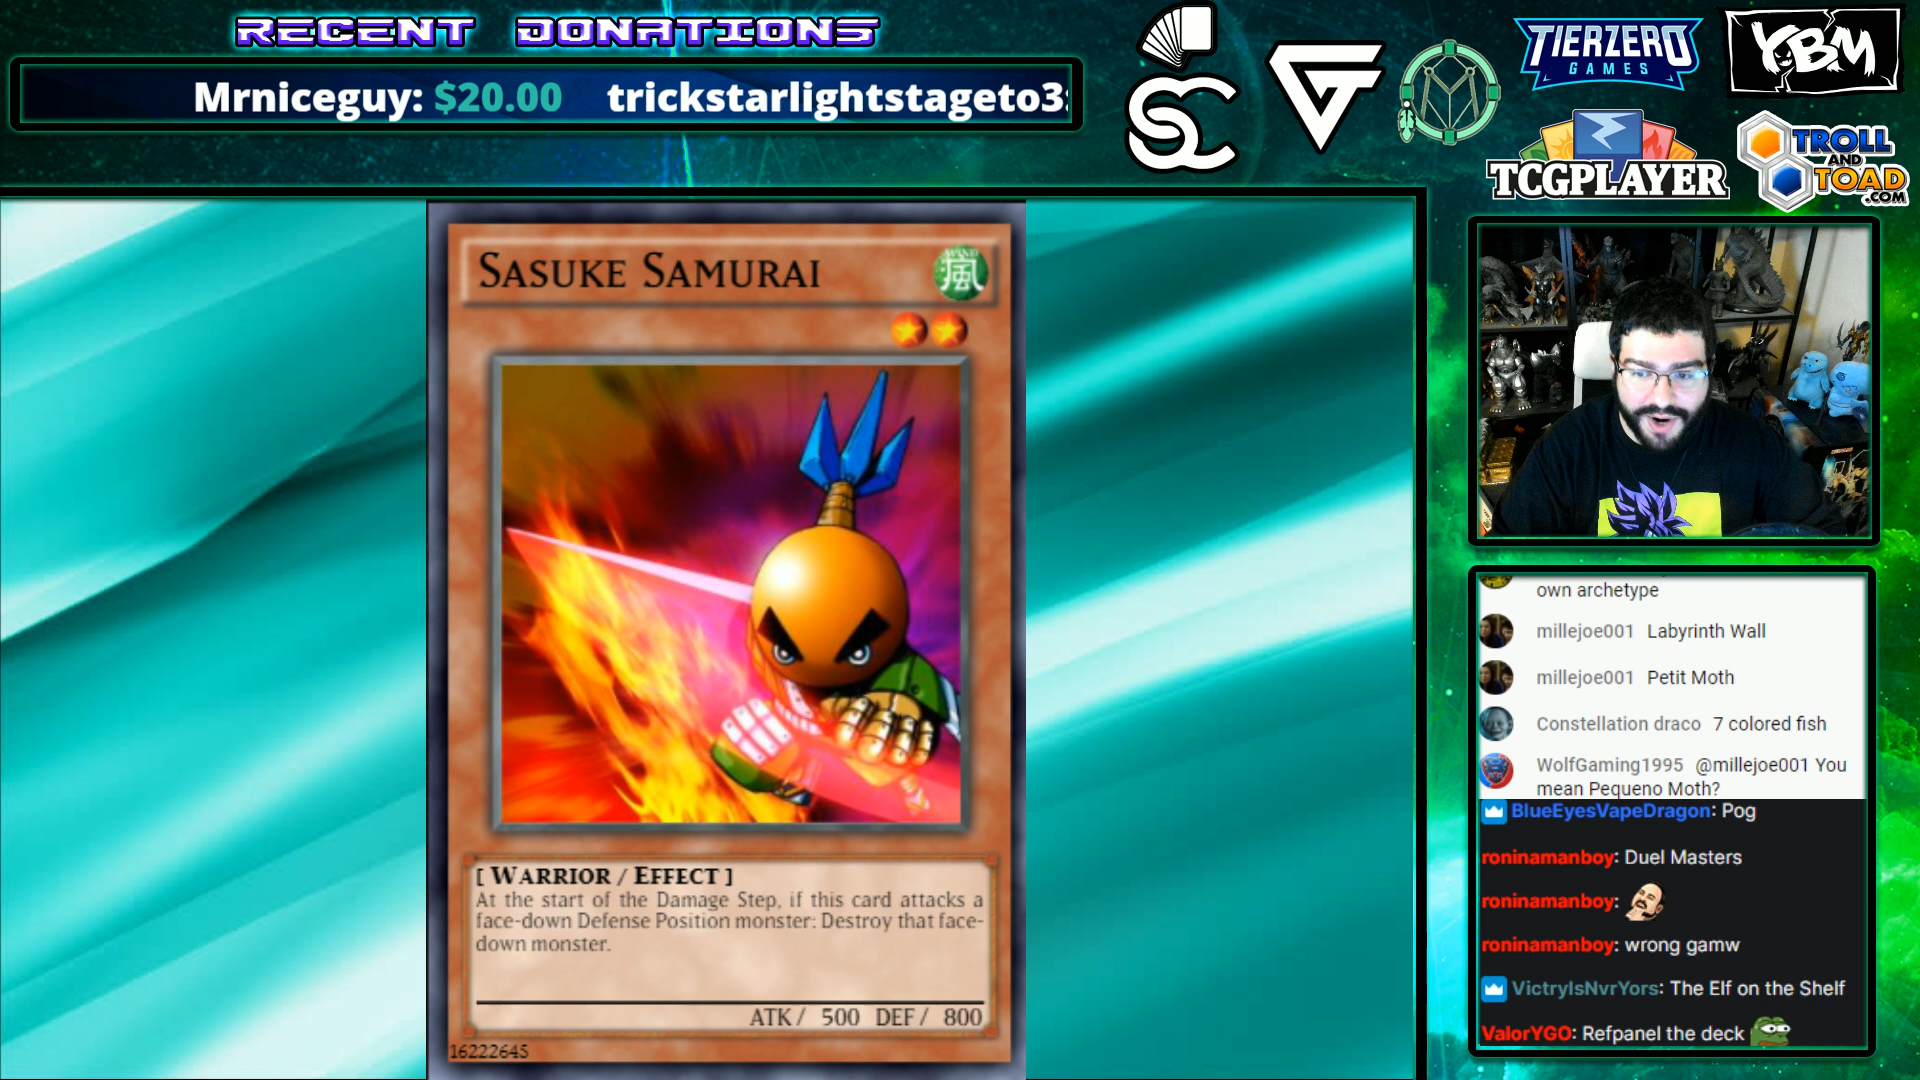 RECENT DONATIONS
Mrniceguy: $20.00 trickstarlightstageto3
SC
TIERZERO
GAMES
YBM
TCGPLAYER
TROLL
AND
TOAD
.COM
SASUKE SAMURAI
WIND
風
[ WARRIOR / EFFECT ]
At the start of the Damage Step, if this card attacks a
face-down Defense Position monster: Destroy that face-
down monster.
ATK / 500 DEF / 800
16222645
own archetype
millejoe001 Labyrinth Wall
millejoe001 Petit Moth
Constellation draco 7 colored fish
WolfGaming1995 @millejoe001 You
mean Pequeno Moth?
BlueEyesVapeDragon: Pog
roninamanboy: Duel Masters
roninamanboy:
roninamanboy: wrong gamw
VictryIsNvrYors: The Elf on the Shelf
ValorYGO: Refpanel the deck